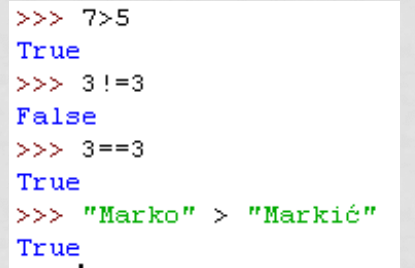 >>> 7>5
True
>>> 3!=3
False
>>> 3==3
True
>>> "Marko" > "Markić"
True